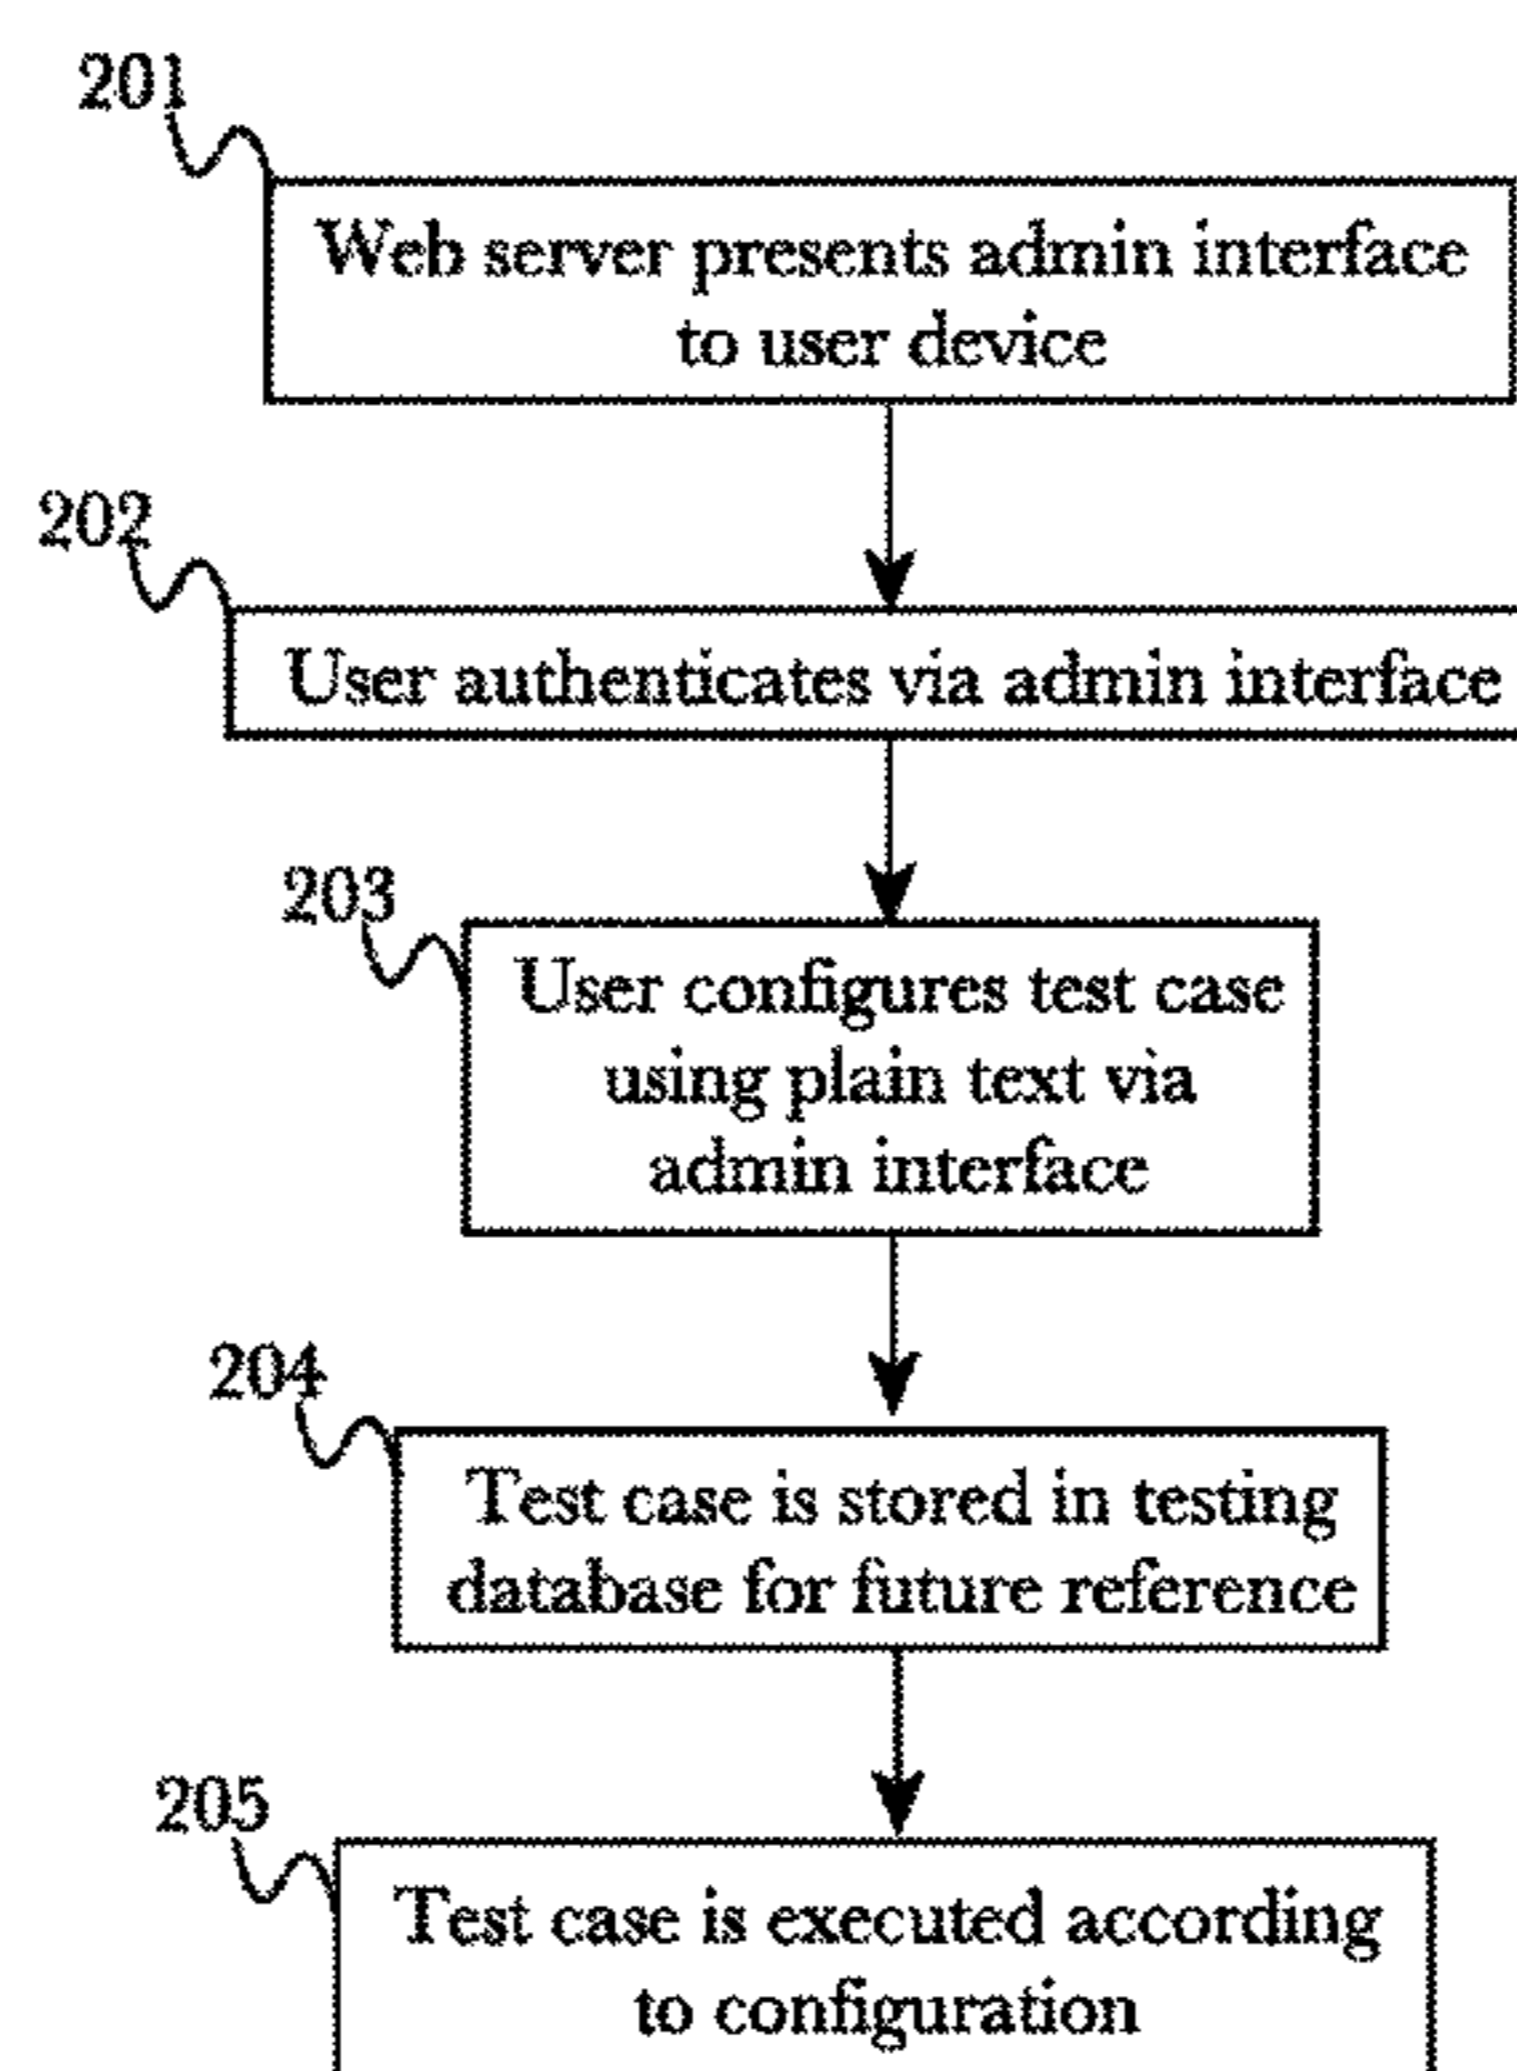 201
Web server presents admin interface
to user device
202
User authenticates via admin interface
203
User configures test case
using plain text via
admin interface
204
Test case is stored in testing
database for future reference
205
Test case is executed according
to configuration